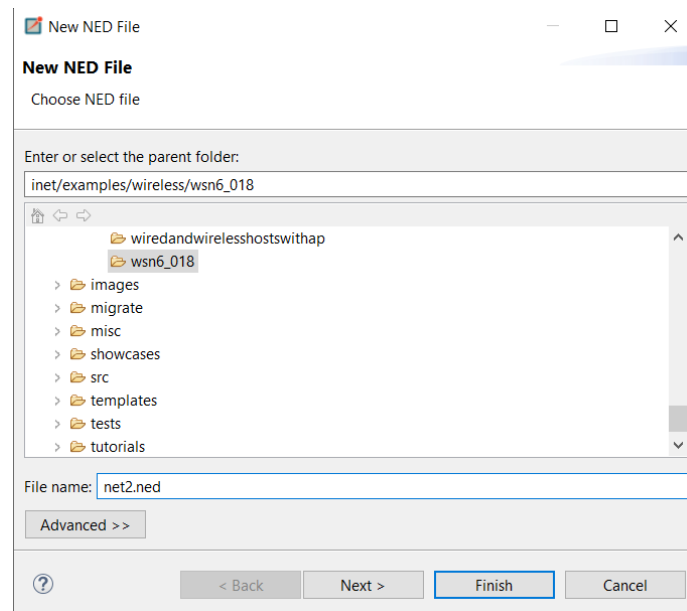 New NED File
New NED File
Choose NED file
Enter or select the parent folder:
inet/examples/wireless/wsn6_018
wiredandwirelesshostswithap
wsn6_018
images
migrate
misc
showcases
src
templates
tests
tutorials
File name: net2.ned
Advanced >>
? < Back Next > Finish Cancel